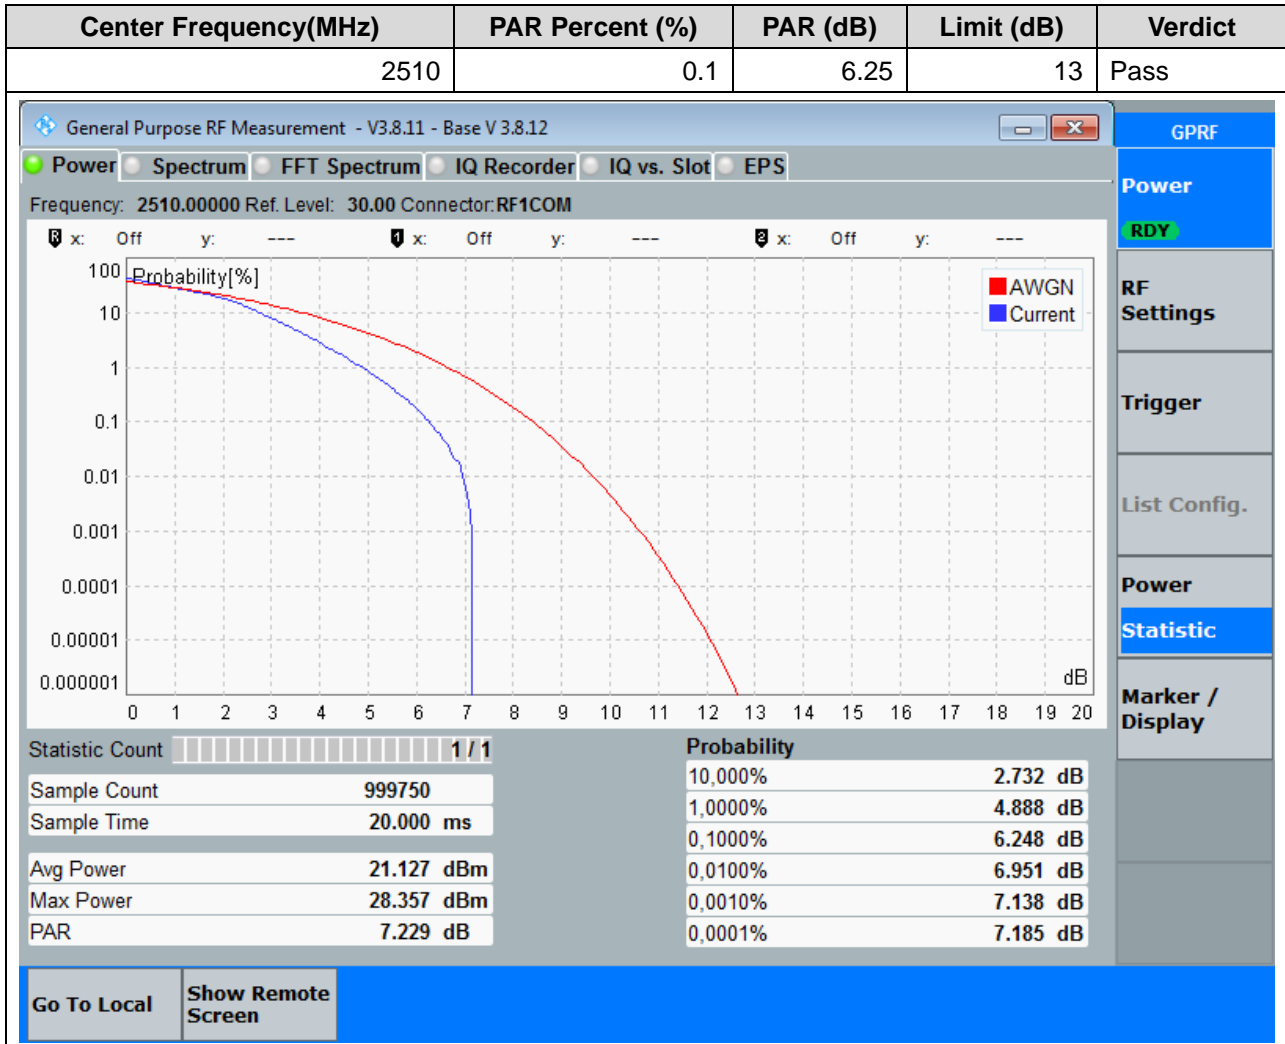 Center Frequency(MHz) PAR Percent (%) PAR (dB) Limit (dB) Verdict
2510 0.1 6.25 13 Pass
General Purpose RF Measurement - V3.8.11 - Base V 3.8.12
GPRF
Power Spectrum FFT Spectrum IQ Recorder IQ vs. Slot EPS
Frequency: 2510.00000 Ref. Level: 30.00 Connector:RF1COM
R x: Off y: --- 1 x: Off y: --- 2 x: Off y: ---
Probability[%]
AWGN
Current
100
10
1
0.1
0.01
0.001
0.0001
0.00001
0.000001
dB
0 1 2 3 4 5 6 7 8 9 10 11 12 13 14 15 16 17 18 19 20
Statistic Count 1 / 1
Sample Count 999750
Sample Time 20.000 ms
Avg Power 21.127 dBm
Max Power 28.357 dBm
PAR 7.229 dB
Probability
10,000% 2.732 dB
1,0000% 4.888 dB
0,1000% 6.248 dB
0,0100% 6.951 dB
0,0010% 7.138 dB
0,0001% 7.185 dB
Power
RDY
RF
Settings
Trigger
List Config.
Power
Statistic
Marker /
Display
Go To Local
Show Remote
Screen